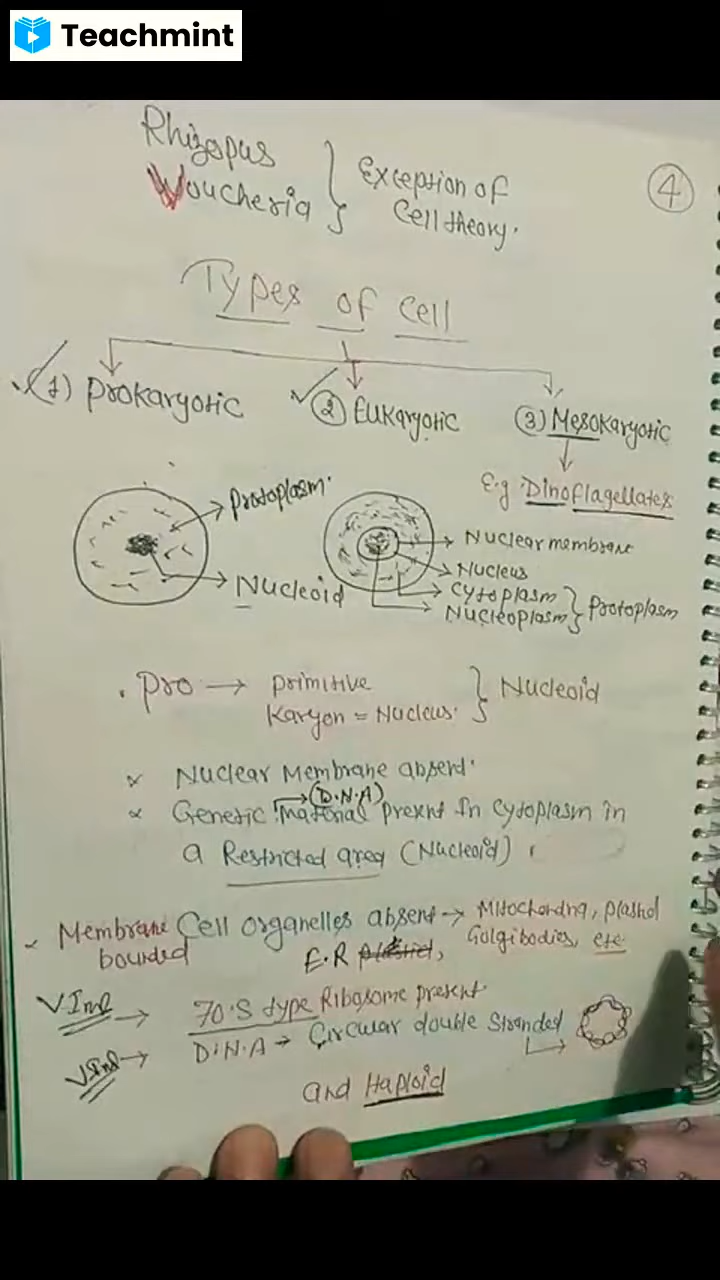 Teachmint
Rhizopus
Voucheria
} Exception of
Cell theory.
4
Types of Cell
(1) Prokaryotic
② Eukaryotic
③ Mesokaryotic
E.g Dinoflagellates
Protoplasm.
Nucleoid
Nuclear membrane
Nucleus
Cytoplasm
Nucleoplasm } Protoplasm
Pro → Primitive
Karyon = Nucleus. } Nucleoid
Nuclear Membrane absent.
→ (D.N.A)
Genetic Material present In Cytoplasm in
a Restricted area (Nucleoid)
Membrane Cell organelles absent → Mitochondria, plastid
bounded
E.R plastid, Golgibodies, etc
V.Imp → 70.S type Ribosome present.
V.Imp → D.N.A → Circular double Stranded
and Haploid